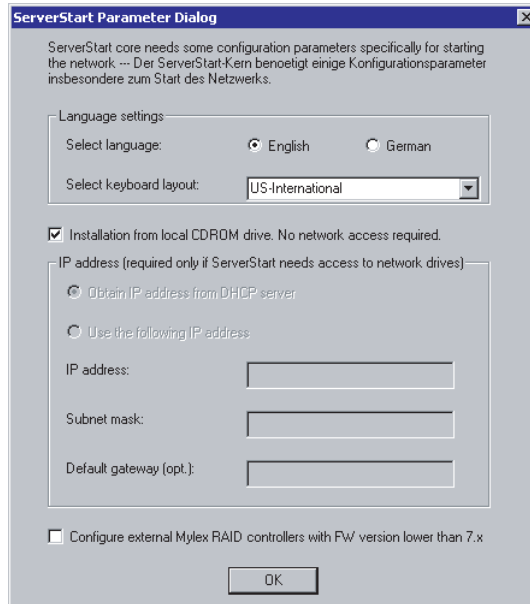 ServerStart Parameter Dialog
ServerStart core needs some configuration parameters specifically for starting
the network --- Der ServerStart-Kern benoetigt einige Konfigurationsparameter
insbesondere zum Start des Netzwerks.
Language settings
Select language:
English
German
Select keyboard layout:
US-International
Installation from local CDROM drive. No network access required.
IP address (required only if ServerStart needs access to network drives)
Obtain IP address from DHCP server
Use the following IP address
IP address:
Subnet mask:
Default gateway (opt.):
Configure external Mylex RAID controllers with FW version lower than 7.x
OK